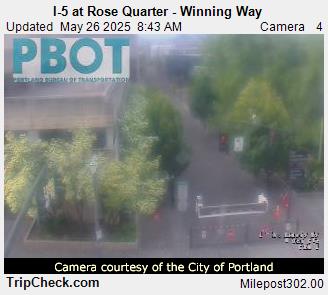 I-5 at Rose Quarter - Winning Way
Updated May 26 2025 8:43 AM Camera 4
PBOT
PORTLAND BUREAU OF TRANSPORTATION
Camera courtesy of the City of Portland
TripCheck.com Milepost302.00